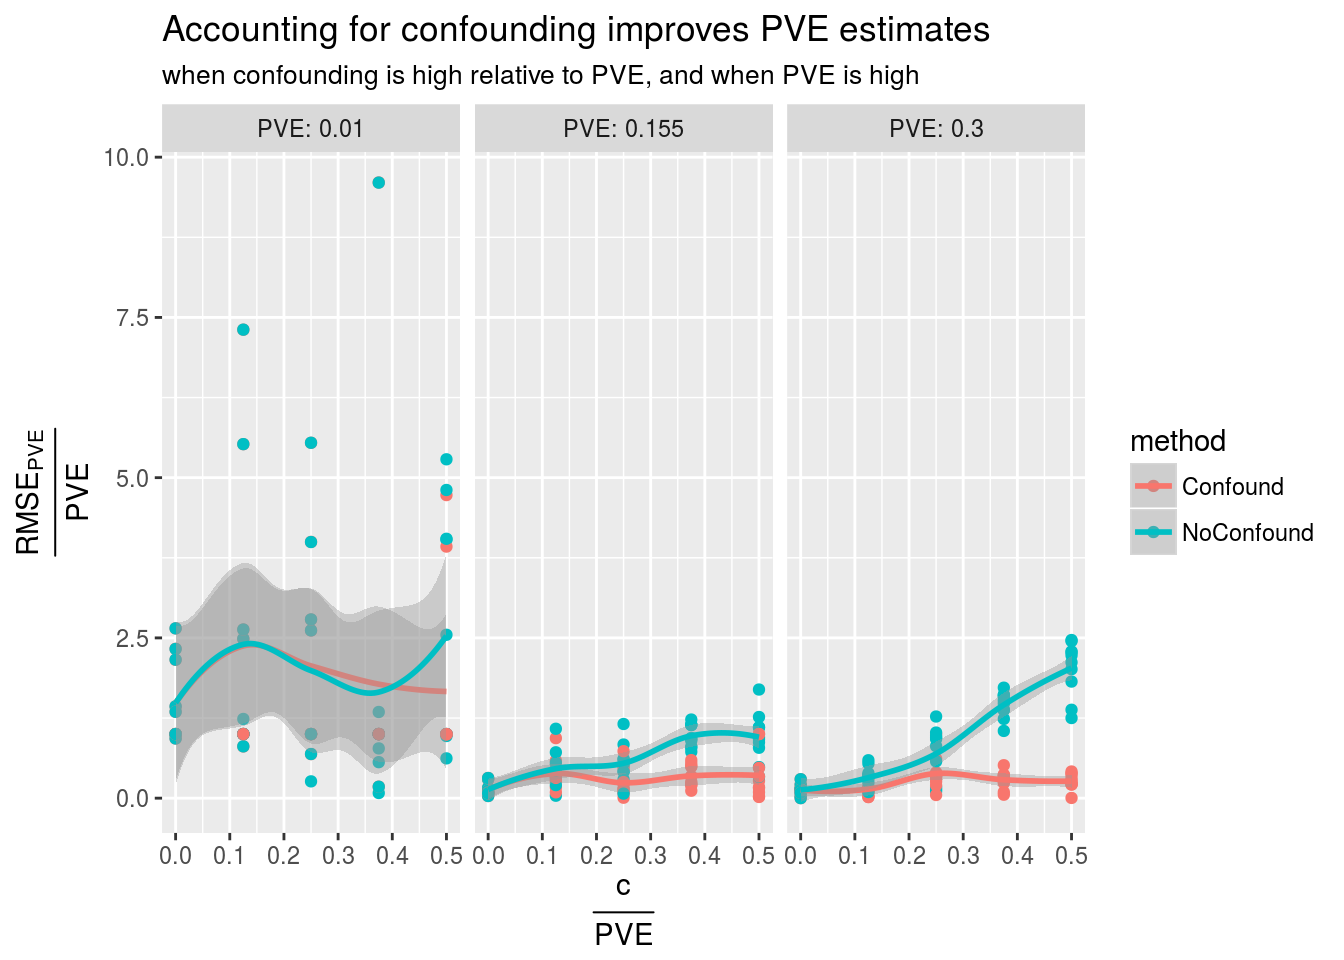 Accounting for confounding improves PVE estimates
when confounding is high relative to PVE, and when PVE is high
PVE: 0.01
PVE: 0.155
PVE: 0.3
10.0
7.5
5.0
2.5
0.0
RMSE_PVE
PVE
0.0 0.1 0.2 0.3 0.4 0.5
0.0 0.1 0.2 0.3 0.4 0.5
0.0 0.1 0.2 0.3 0.4 0.5
c
PVE
method
Confound
NoConfound